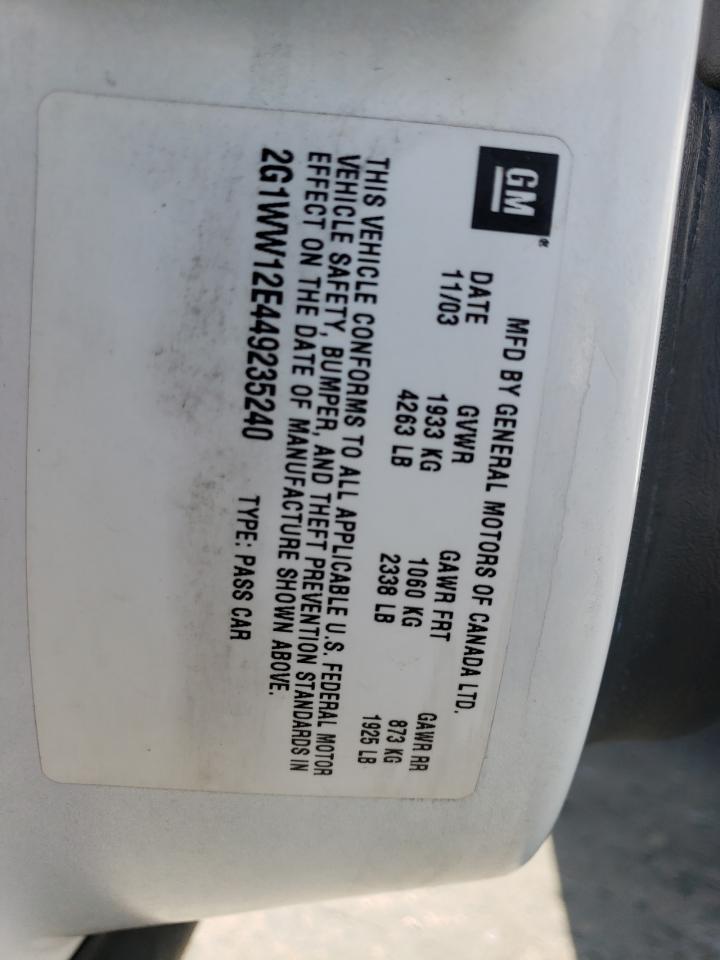 GM®
MFD BY GENERAL MOTORS OF CANADA LTD.
DATE GVWR GAWR FRT GAWR RR
11/03 1933 KG 1060 KG 873 KG
4263 LB 2338 LB 1925 LB
THIS VEHICLE CONFORMS TO ALL APPLICABLE U.S. FEDERAL MOTOR
VEHICLE SAFETY, BUMPER, AND THEFT PREVENTION STANDARDS IN
EFFECT ON THE DATE OF MANUFACTURE SHOWN ABOVE.
2G1WW12E449235240 TYPE: PASS CAR